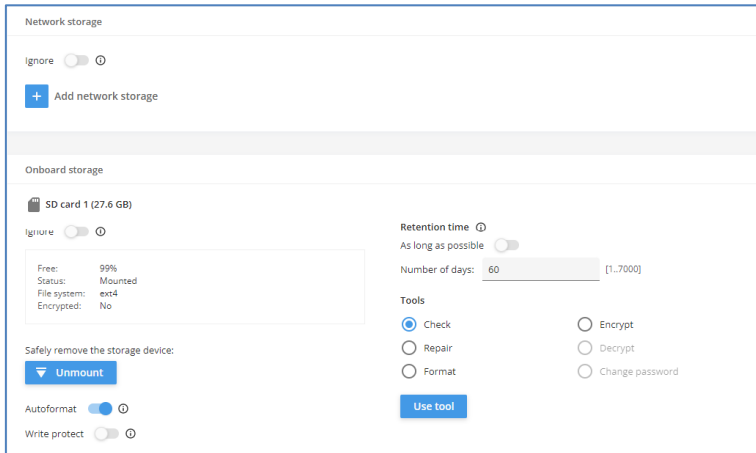 Network storage
Ignore
+ Add network storage
Onboard storage
SD card 1 (27.6 GB)
Ignore
Free: 99%
Status: Mounted
File system: ext4
Encrypted: No
Safely remove the storage device:
Unmount
Autoformat
Write protect
Retention time
As long as possible
Number of days: 60 [1..7000]
Tools
Check Encrypt
Repair Decrypt
Format Change password
Use tool